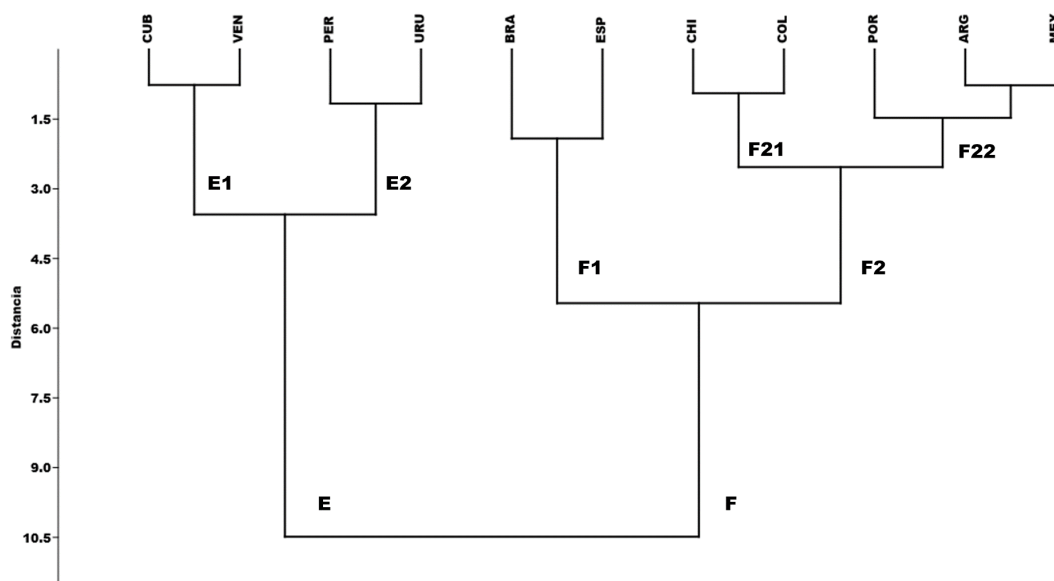 CUB VEN PER URU BRA ESP CHI COL POR ARG MEX
1.5
F21 F22
E1 E2
3.0
4.5
F1 F2
Distancia
6.0
7.5
9.0
E F
10.5